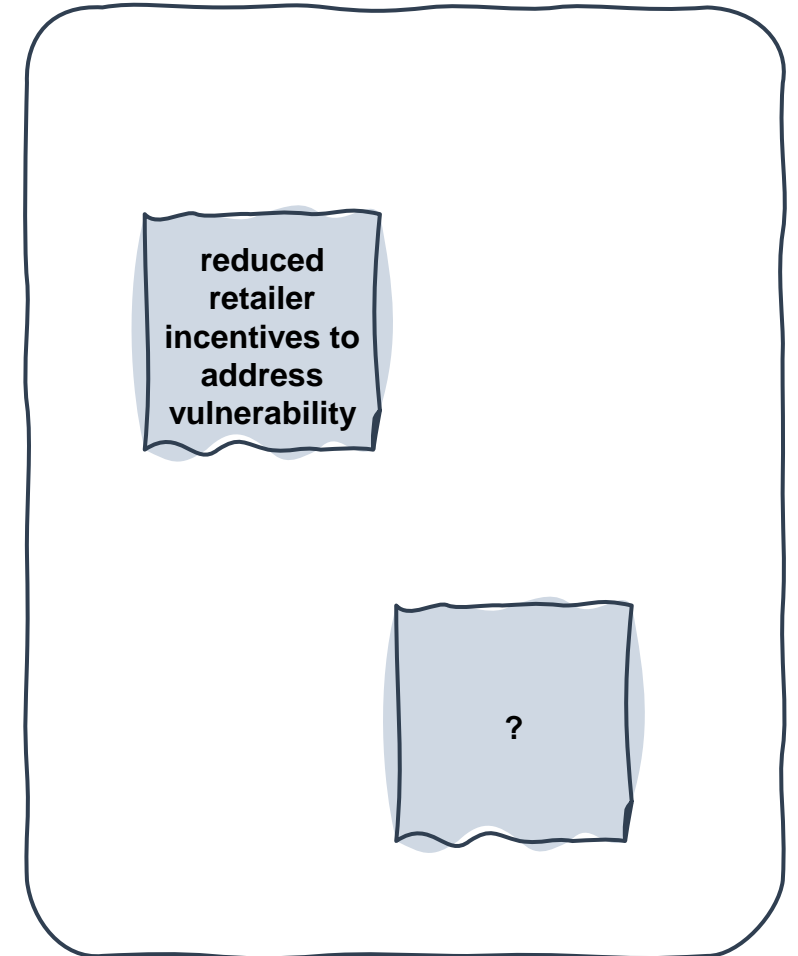 reduced
retailer
incentives to
address
vulnerability
?